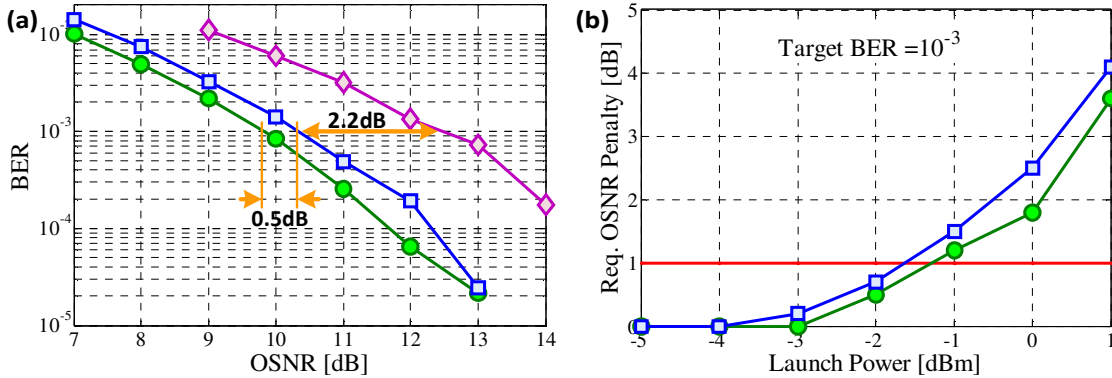 (a)
10⁻²
10⁻³
10⁻⁴
10⁻⁵
BER
2.2dB
0.5dB
7 8 9 10 11 12 13 14
OSNR [dB]
(b)
Target BER =10⁻³
5
4
3
2
1
0
Req. OSNR Penalty [dB]
-5 -4 -3 -2 -1 0 1
Launch Power [dBm]